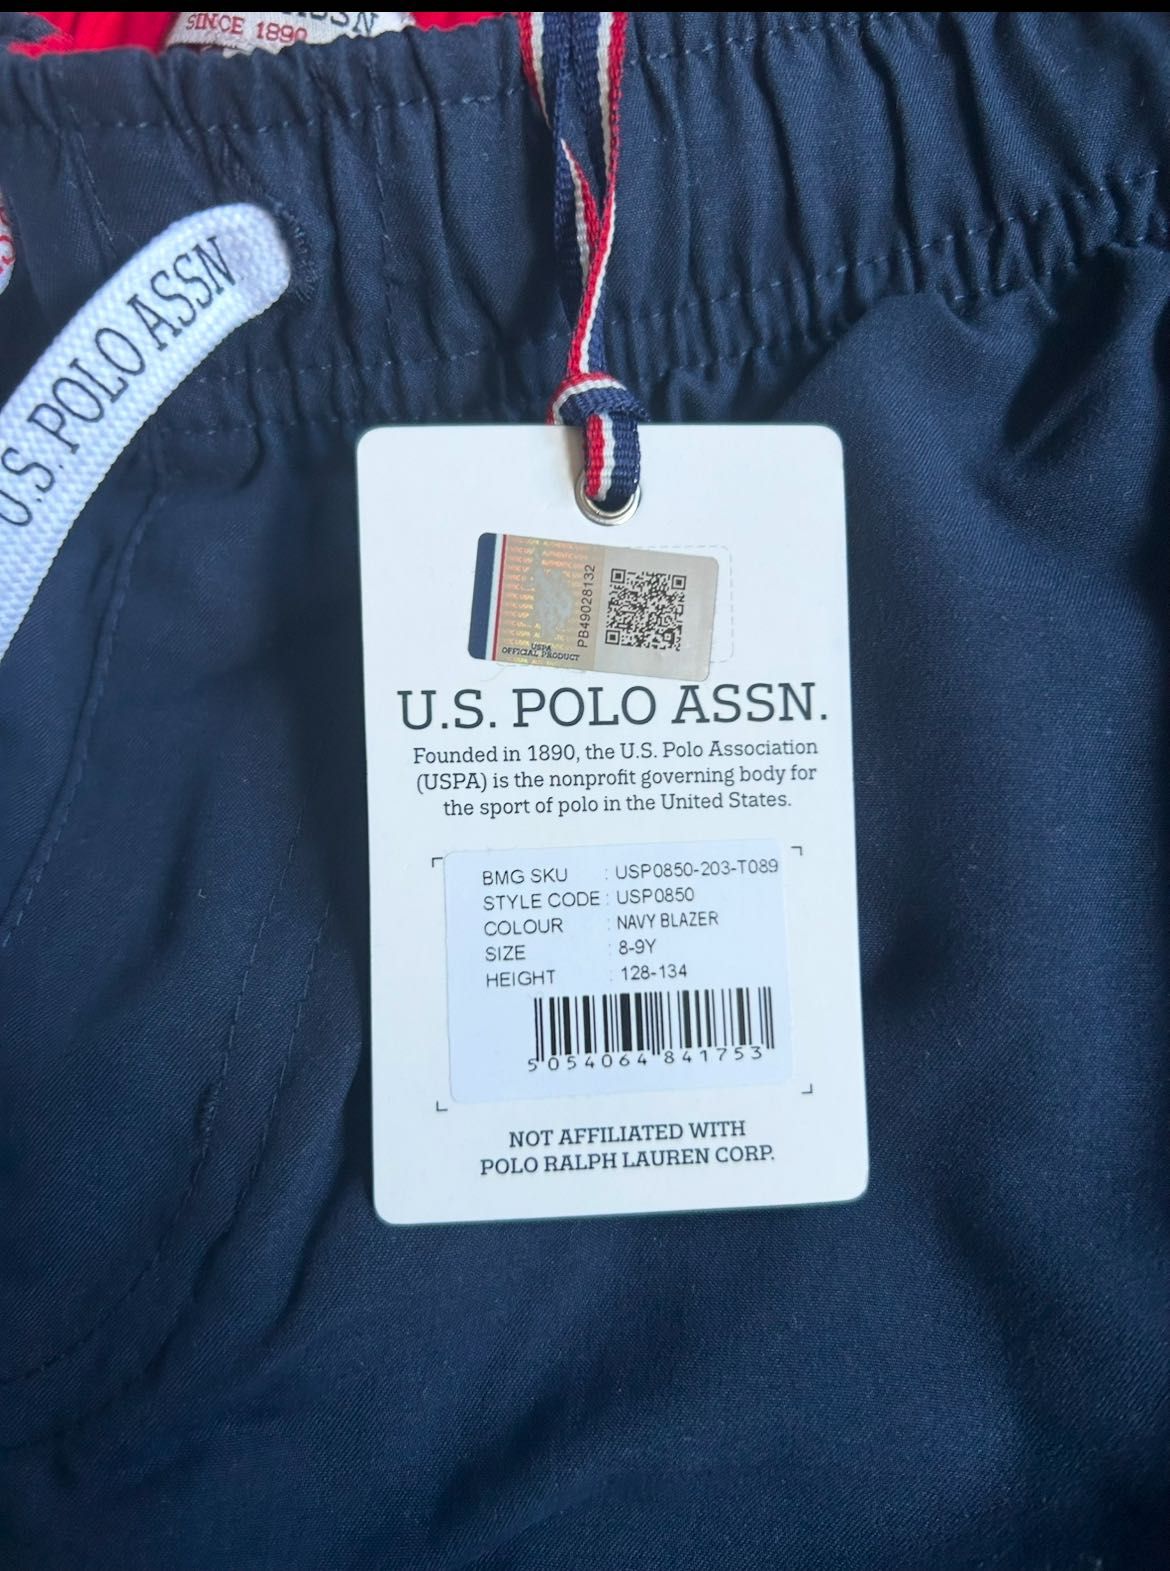 SINCE 1890
U.S. POLO ASSN
PB49028132
USPA
OFFICIAL PRODUCT
U.S. POLO ASSN.
Founded in 1890, the U.S. Polo Association
(USPA) is the nonprofit governing body for
the sport of polo in the United States.
BMG SKU : USP0850-203-T089
STYLE CODE : USP0850
COLOUR : NAVY BLAZER
SIZE : 8-9Y
HEIGHT : 128-134
5 054064 841753
NOT AFFILIATED WITH
POLO RALPH LAUREN CORP.